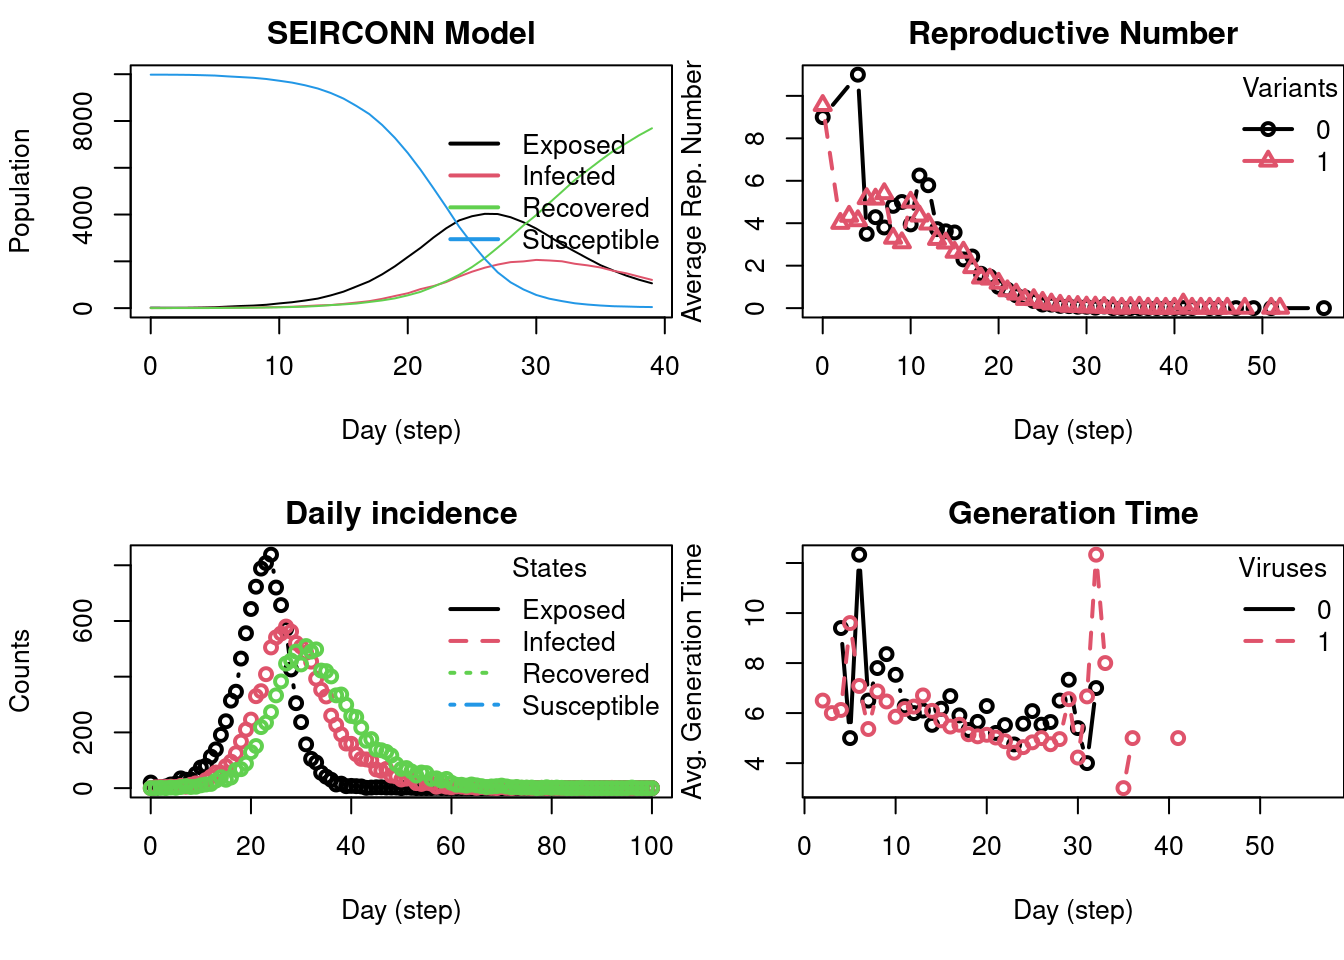 SEIRCONN Model
Population
0
4000
8000
Exposed
Infected
Recovered
Susceptible
0 10 20 30 40
Day (step)
Reproductive Number
Average Rep. Number
0
2
4
6
8
Variants
0
1
0 10 20 30 40 50
Day (step)
Daily incidence
Counts
0
200
600
States
Exposed
Infected
Recovered
Susceptible
0 20 40 60 80 100
Day (step)
Generation Time
Avg. Generation Time
4
6
8
10
Viruses
0
1
0 10 20 30 40 50
Day (step)